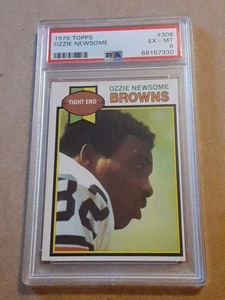 1979 TOPPS #308
OZZIE NEWSOME EX - MT
PSA 6
68167330
OZZIE NEWSOME
TIGHT END BROWNS
82